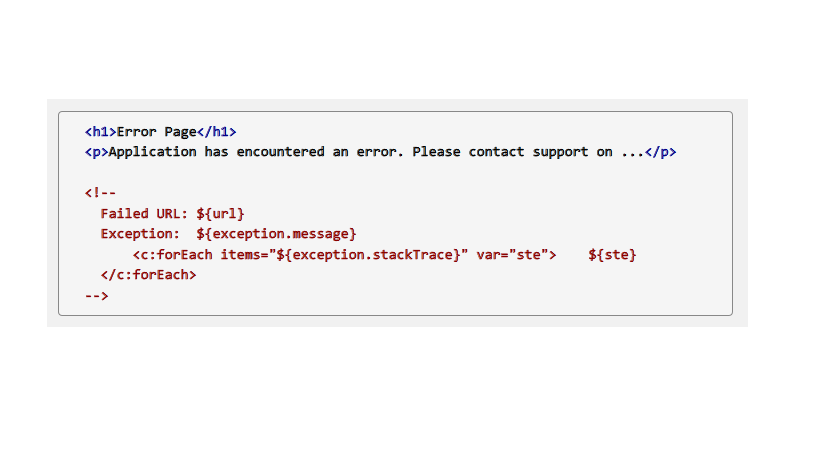 <h1>Error Page</h1>
<p>Application has encountered an error. Please contact support on ...</p>
<!--
Failed URL: ${url}
Exception:  ${exception.message}
<c:forEach items="${exception.stackTrace}" var="ste">    ${ste}
</c:forEach>
-->